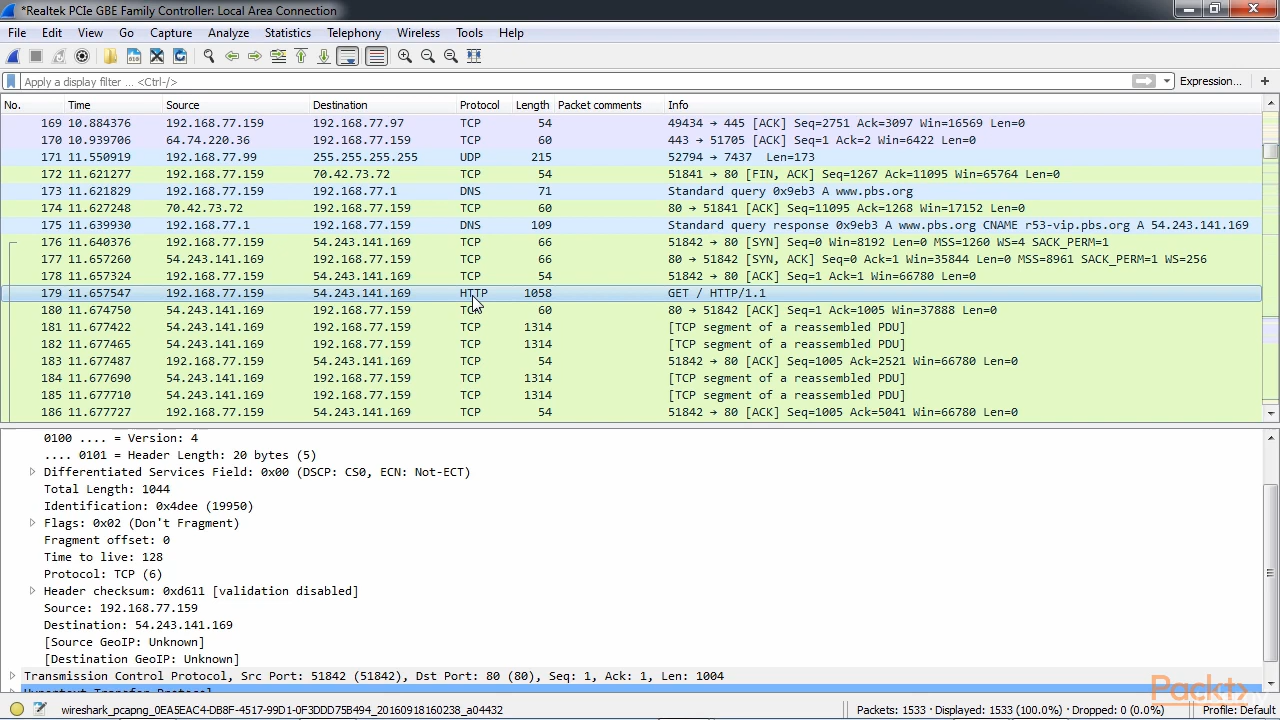 *Realtek PCIe GBE Family Controller: Local Area Connection
File Edit View Go Capture Analyze Statistics Telephony Wireless Tools Help
Apply a display filter ... <Ctrl-/> Expression... +
No. Time Source Destination Protocol Length Packet comments Info
169 10.884376 192.168.77.159 192.168.77.97 TCP 54 49434 → 445 [ACK] Seq=2751 Ack=3097 Win=16569 Len=0
170 10.939706 64.74.220.36 192.168.77.159 TCP 60 443 → 51705 [ACK] Seq=1 Ack=2 Win=6422 Len=0
171 11.550919 192.168.77.99 255.255.255.255 UDP 215 52794 → 7437 Len=173
172 11.621277 192.168.77.159 70.42.73.72 TCP 54 51841 → 80 [FIN, ACK] Seq=1267 Ack=11095 Win=65764 Len=0
173 11.621829 192.168.77.159 192.168.77.1 DNS 71 Standard query 0x9eb3 A www.pbs.org
174 11.627248 70.42.73.72 192.168.77.159 TCP 60 80 → 51841 [ACK] Seq=11095 Ack=1268 Win=17152 Len=0
175 11.639930 192.168.77.1 192.168.77.159 DNS 109 Standard query response 0x9eb3 A www.pbs.org CNAME r53-vip.pbs.org A 54.243.141.169
176 11.640376 192.168.77.159 54.243.141.169 TCP 66 51842 → 80 [SYN] Seq=0 Win=8192 Len=0 MSS=1260 WS=4 SACK_PERM=1
177 11.657260 54.243.141.169 192.168.77.159 TCP 66 80 → 51842 [SYN, ACK] Seq=0 Ack=1 Win=35844 Len=0 MSS=8961 SACK_PERM=1 WS=256
178 11.657324 192.168.77.159 54.243.141.169 TCP 54 51842 → 80 [ACK] Seq=1 Ack=1 Win=66780 Len=0
179 11.657547 192.168.77.159 54.243.141.169 HTTP 1058 GET / HTTP/1.1
180 11.674750 54.243.141.169 192.168.77.159 TCP 60 80 → 51842 [ACK] Seq=1 Ack=1005 Win=37888 Len=0
181 11.677422 54.243.141.169 192.168.77.159 TCP 1314 [TCP segment of a reassembled PDU]
182 11.677465 54.243.141.169 192.168.77.159 TCP 1314 [TCP segment of a reassembled PDU]
183 11.677487 192.168.77.159 54.243.141.169 TCP 54 51842 → 80 [ACK] Seq=1005 Ack=2521 Win=66780 Len=0
184 11.677690 54.243.141.169 192.168.77.159 TCP 1314 [TCP segment of a reassembled PDU]
185 11.677710 54.243.141.169 192.168.77.159 TCP 1314 [TCP segment of a reassembled PDU]
186 11.677727 192.168.77.159 54.243.141.169 TCP 54 51842 → 80 [ACK] Seq=1005 Ack=5041 Win=66780 Len=0
0100 .... = Version: 4
.... 0101 = Header Length: 20 bytes (5)
Differentiated Services Field: 0x00 (DSCP: CS0, ECN: Not-ECT)
Total Length: 1044
Identification: 0x4dee (19950)
Flags: 0x02 (Don't Fragment)
Fragment offset: 0
Time to live: 128
Protocol: TCP (6)
Header checksum: 0xd611 [validation disabled]
Source: 192.168.77.159
Destination: 54.243.141.169
[Source GeoIP: Unknown]
[Destination GeoIP: Unknown]
Transmission Control Protocol, Src Port: 51842 (51842), Dst Port: 80 (80), Seq: 1, Ack: 1, Len: 1004
Hypertext Transfer Protocol
Packt>
wireshark_pcapng_0EA5EAC4-DB8F-4517-99D1-0F3DDD75B494_20160918160238_a0 Packets: 1533 · Displayed: 1533 (100.0%) · Dropped: 0 (0.0%) Profile: Default